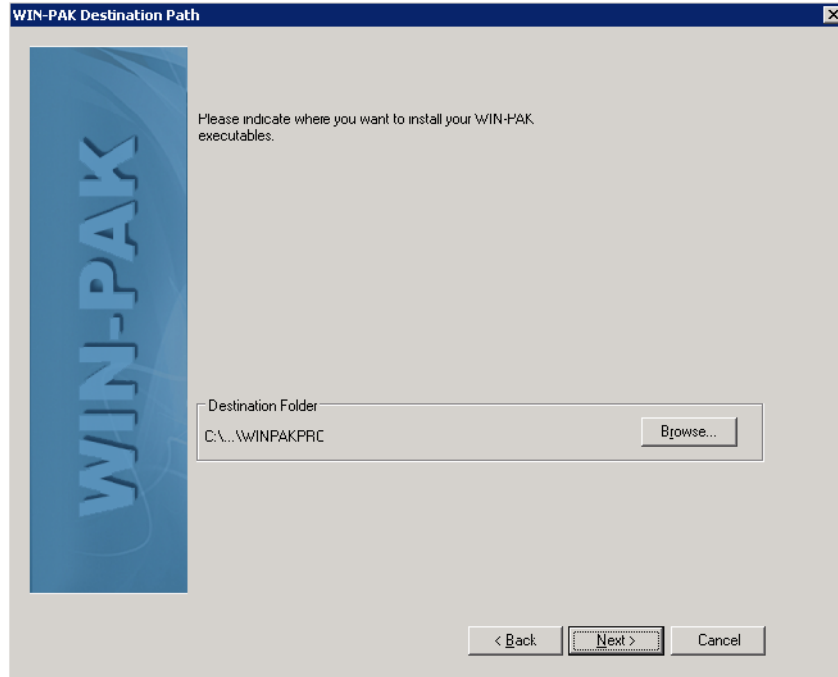 WIN-PAK Destination Path
WIN-PAK
Please indicate where you want to install your WIN-PAK
executables.
Destination Folder
C:\...\WINPAKPRO
Browse...
< Back
Next >
Cancel